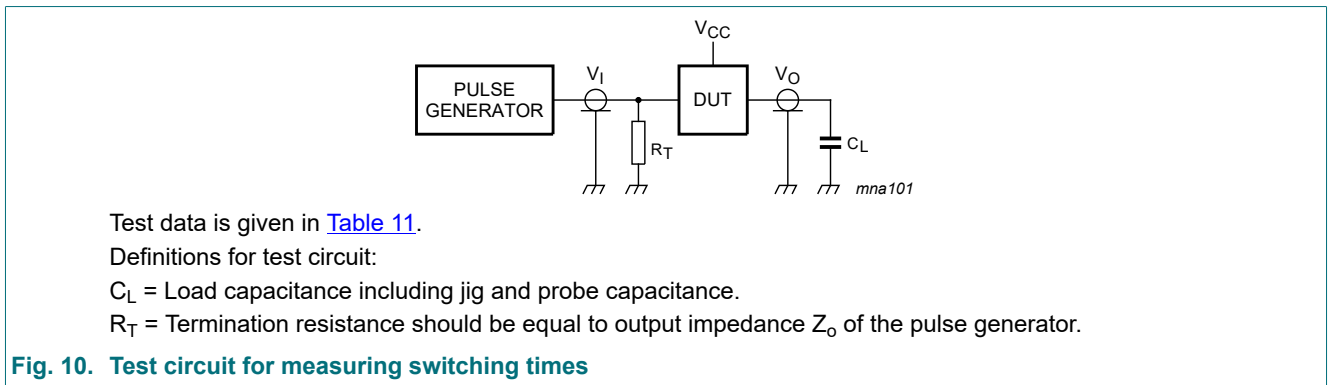 VCC
PULSE
GENERATOR
VI
DUT
VO
RT
CL
mna101
Test data is given in Table 11.
Definitions for test circuit:
CL = Load capacitance including jig and probe capacitance.
RT = Termination resistance should be equal to output impedance Zo of the pulse generator.
Fig. 10. Test circuit for measuring switching times